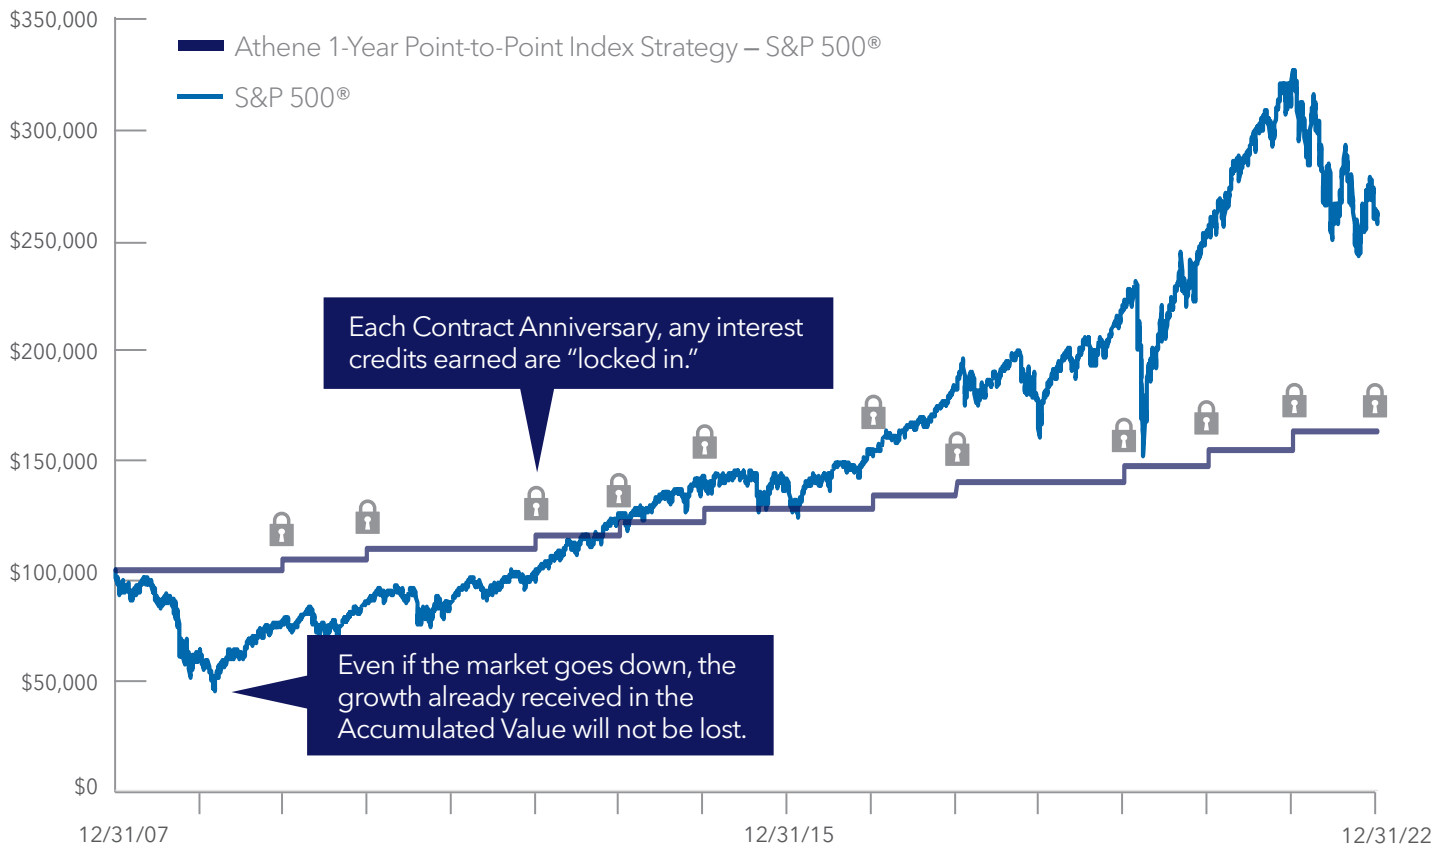 $350,000
Athene 1-Year Point-to-Point Index Strategy – S&P 500®
S&P 500®
$300,000
$250,000
Each Contract Anniversary, any interest
credits earned are “locked in.”
$200,000
$150,000
$100,000
Even if the market goes down, the
growth already received in the
Accumulated Value will not be lost.
$50,000
$0
12/31/07
12/31/15
12/31/22